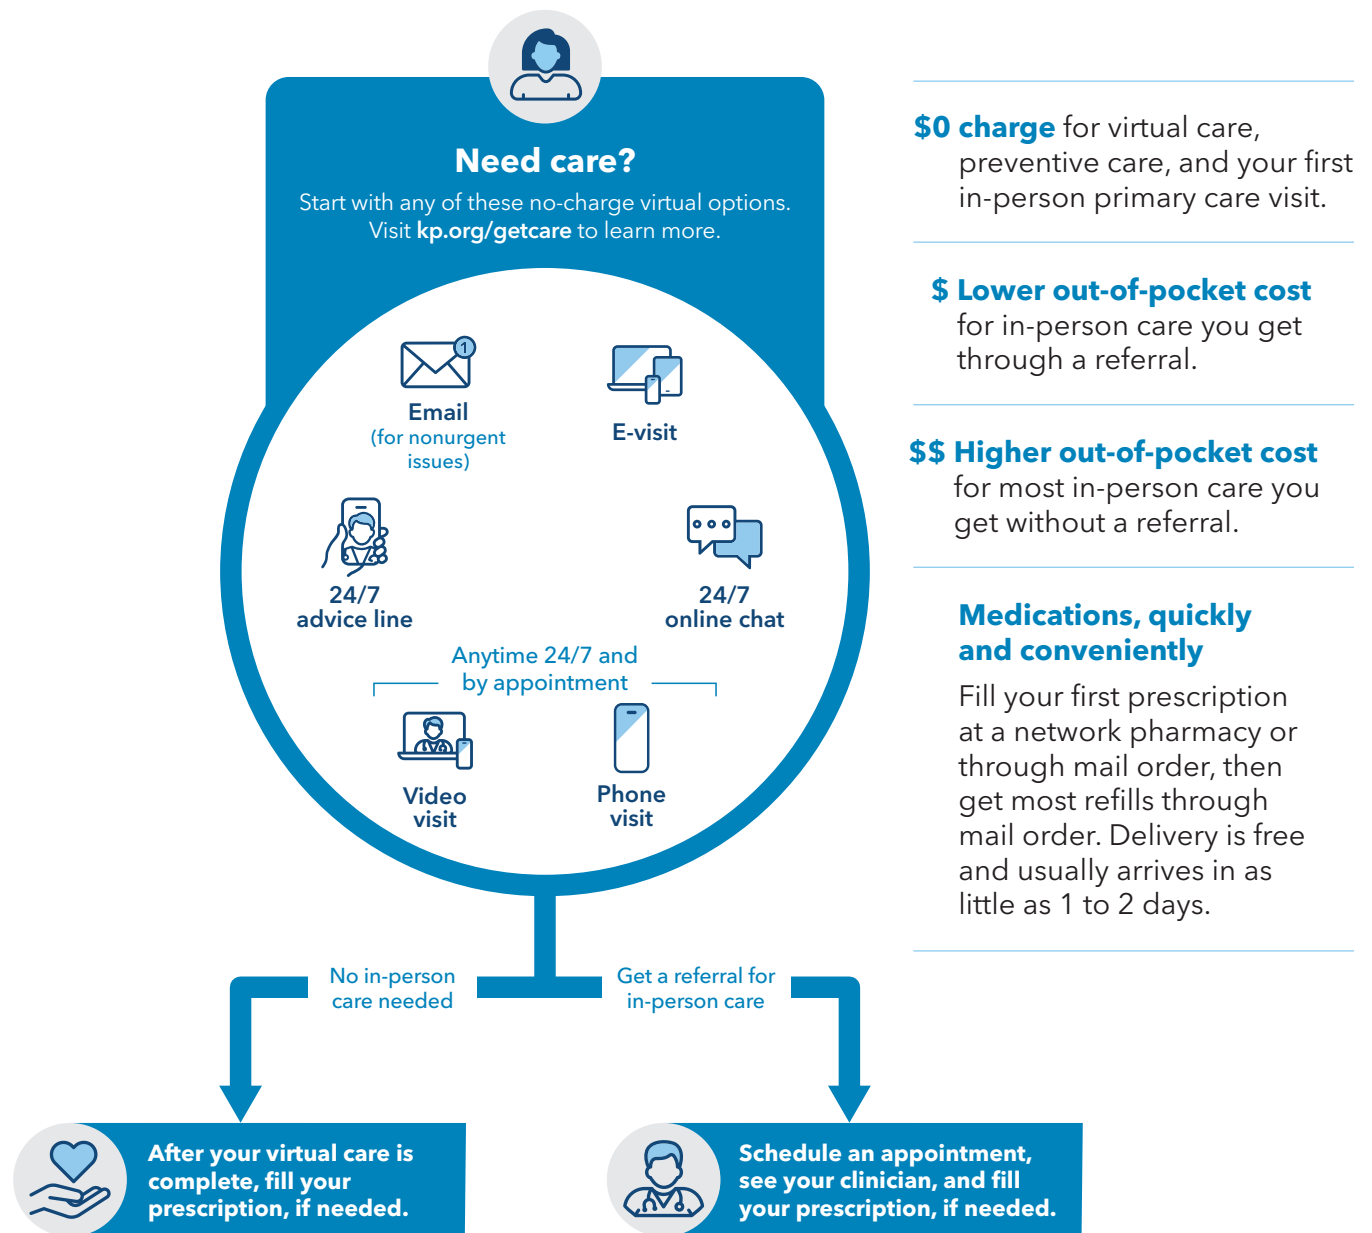 Need care?
Start with any of these no-charge virtual options.
Visit kp.org/getcare to learn more.
1
Email
(for nonurgent
issues)
E-visit
24/7
advice line
24/7
online chat
Anytime 24/7 and
by appointment
Video
visit
Phone
visit
No in-person
care needed
Get a referral for
in-person care
After your virtual care is
complete, fill your
prescription, if needed.
Schedule an appointment,
see your clinician, and fill
your prescription, if needed.
$0 charge for virtual care,
preventive care, and your first
in-person primary care visit.
$ Lower out-of-pocket cost
for in-person care you get
through a referral.
$$ Higher out-of-pocket cost
for most in-person care you
get without a referral.
Medications, quickly
and conveniently
Fill your first prescription
at a network pharmacy or
through mail order, then
get most refills through
mail order. Delivery is free
and usually arrives in as
little as 1 to 2 days.